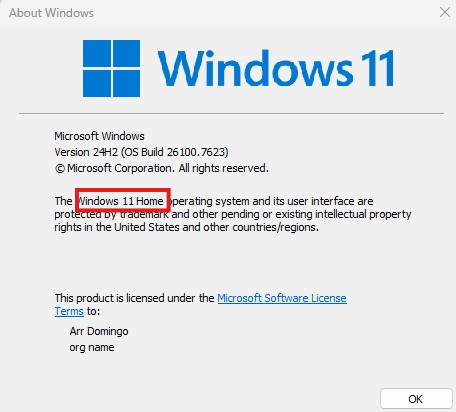 About Windows
Windows 11
Microsoft Windows
Version 24H2 (OS Build 26100.7623)
© Microsoft Corporation. All rights reserved.
The Windows 11 Home operating system and its user interface are
protected by trademark and other pending or existing intellectual property
rights in the United States and other countries/regions.
This product is licensed under the Microsoft Software License
Terms to:
Arr Domingo
org name
OK